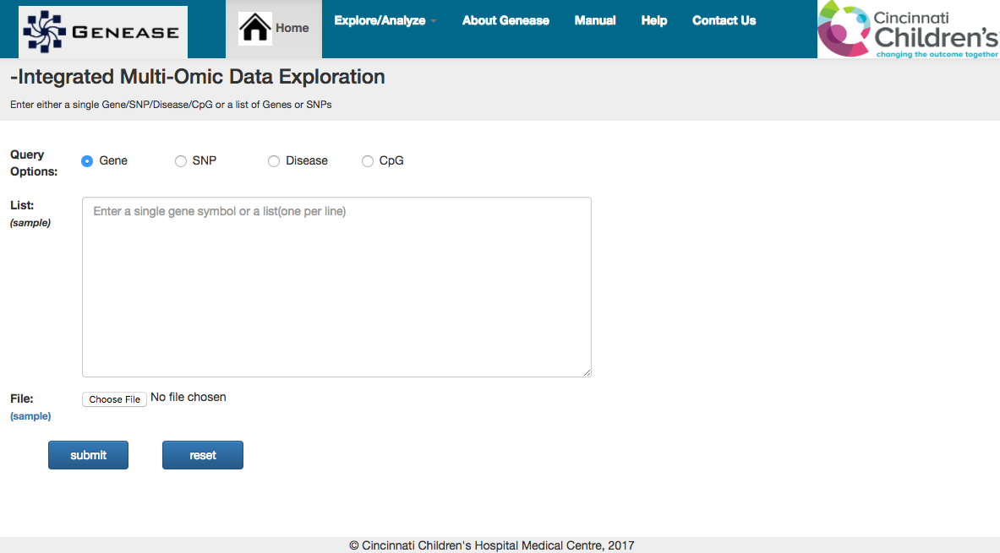 GENEASE
Home
Explore/Analyze
About Genease
Manual
Help
Contact Us
Cincinnati
Children's
changing the outcome together
-Integrated Multi-Omic Data Exploration
Enter either a single Gene/SNP/Disease/CpG or a list of Genes or SNPs
Query
Options:
Gene
SNP
Disease
CpG
List:
(sample)
Enter a single gene symbol or a list(one per line)
File:
Choose File
No file chosen
(sample)
submit
reset
© Cincinnati Children's Hospital Medical Centre, 2017